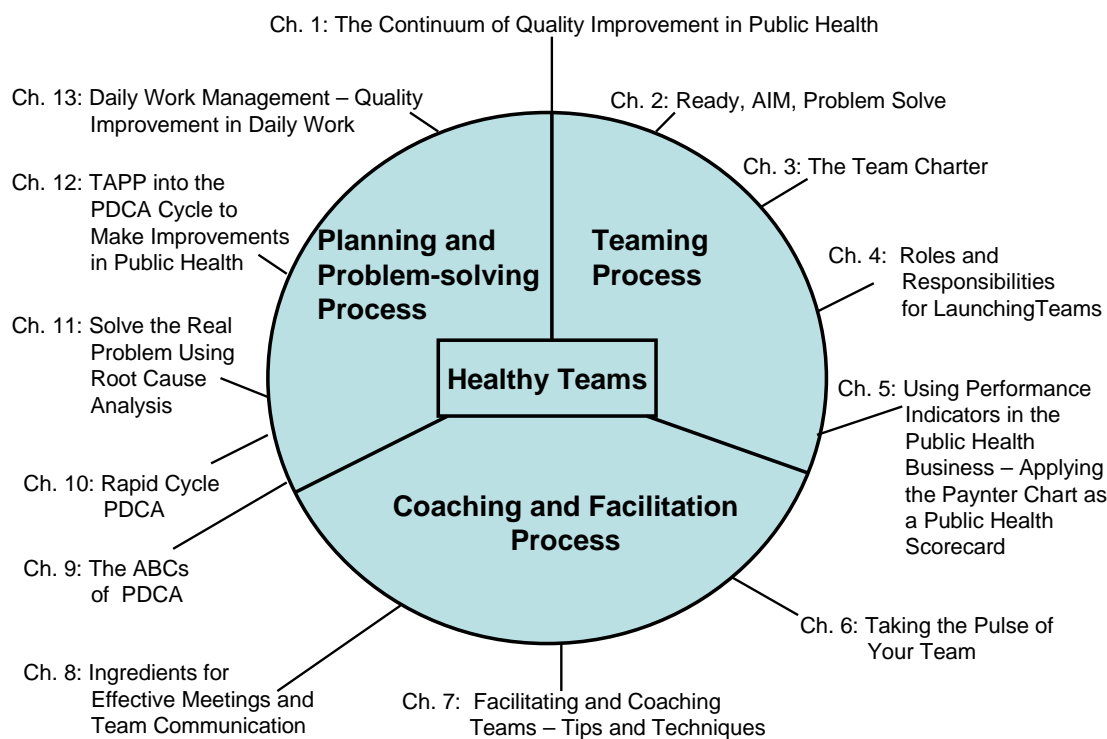 Ch. 1: The Continuum of Quality Improvement in Public Health
Ch. 2: Ready, AIM, Problem Solve
Ch. 3: The Team Charter
Ch. 4:  Roles and
Responsibilities
for LaunchingTeams
Ch. 5: Using Performance
Indicators in the
Public Health
Business – Applying
the Paynter Chart as
a Public Health
Scorecard
Ch. 6: Taking the Pulse of
Your Team
Ch. 7:  Facilitating and Coaching
Teams – Tips and Techniques
Ch. 8: Ingredients for
Effective Meetings and
Team Communication
Ch. 9: The ABCs
of  PDCA
Ch. 10: Rapid Cycle
PDCA
Ch. 11: Solve the Real
Problem Using
Root Cause
Analysis
Ch. 12: TAPP into the
PDCA Cycle to
Make Improvements
in Public Health
Ch. 13: Daily Work Management – Quality
Improvement in Daily Work
Planning and
Problem-solving
Process
Teaming
Process
Healthy Teams
Coaching and Facilitation
Process